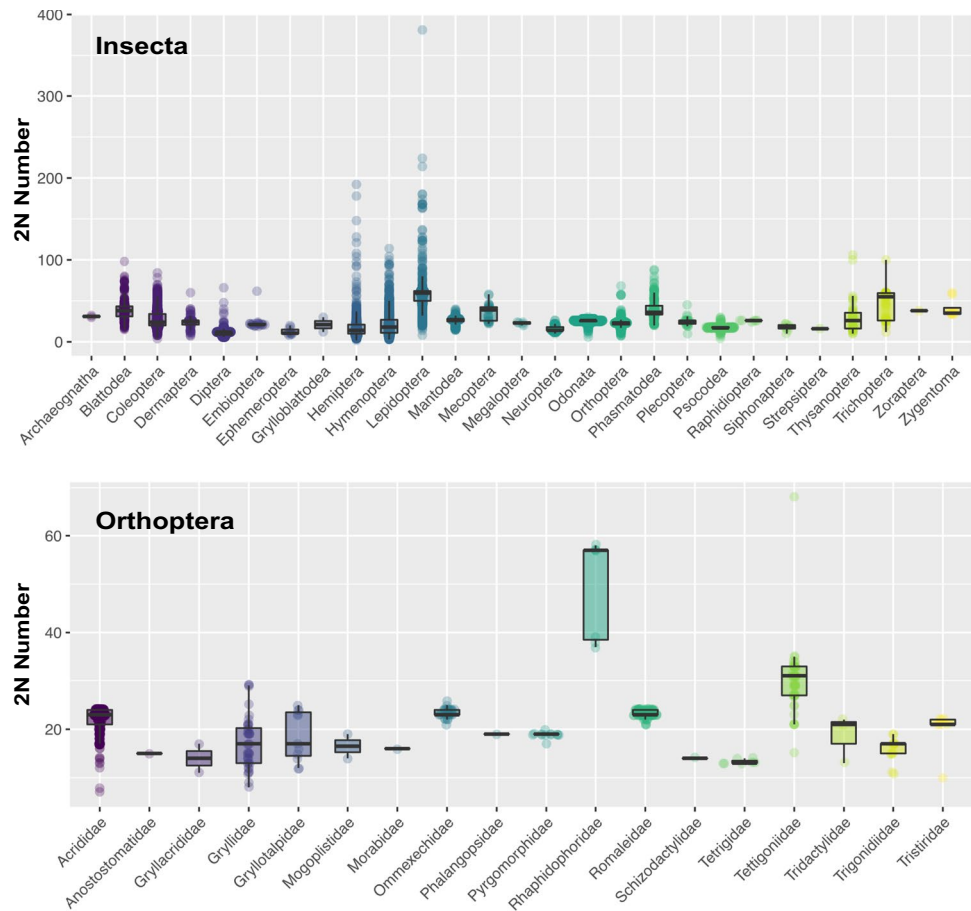 Insecta
2N Number
400
300
200
100
0
Archaeognatha
Blattodea
Coleoptera
Dermaptera
Diptera
Embioptera
Ephemeroptera
Grylloblattodea
Hemiptera
Hymenoptera
Lepidoptera
Mantodea
Mecoptera
Megaloptera
Neuroptera
Odonata
Orthoptera
Phasmatodea
Plecoptera
Psocodea
Raphidioptera
Siphonaptera
Strepsiptera
Thysanoptera
Trichoptera
Zoraptera
Zygentoma
Orthoptera
2N Number
60
40
20
Acrididae
Anostostomatidae
Gryllacrididae
Gryllidae
Gryllotalpidae
Mogoplistidae
Morabidae
Ommexechidae
Phalangopsidae
Pyrgomorphidae
Rhaphidophoridae
Romaleidae
Schizodactylidae
Tetrigidae
Tettigoniidae
Tridactylidae
Trigonidiidae
Tristiridae